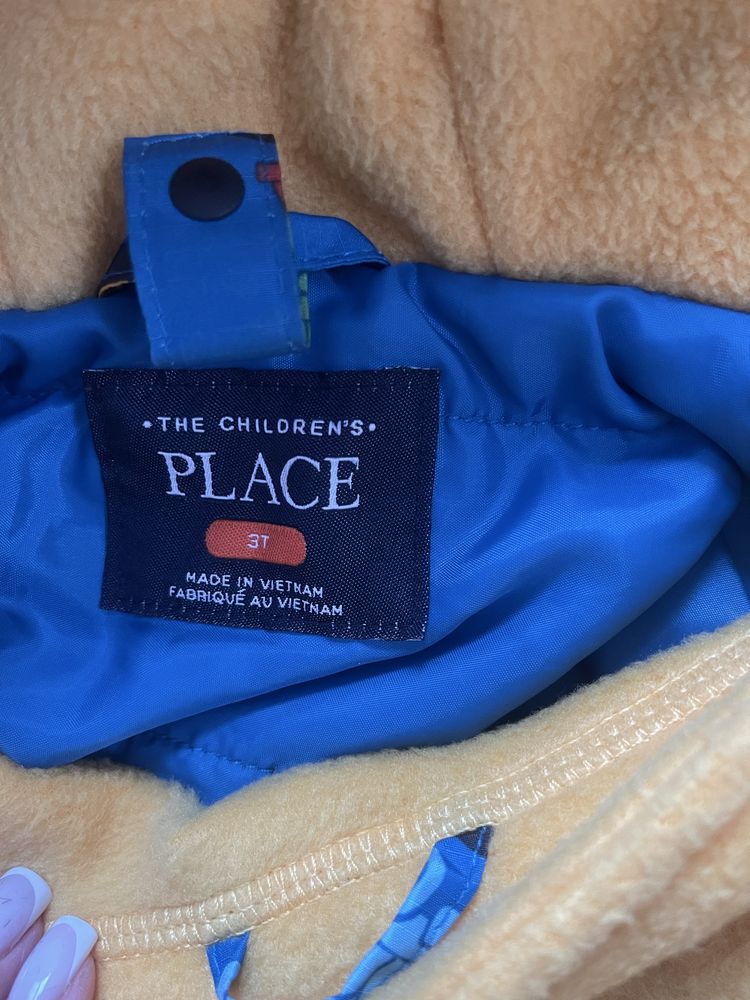 •THE CHILDREN'S•
PLACE
3T
MADE IN VIETNAM
FABRIQUÉ AU VIETNAM